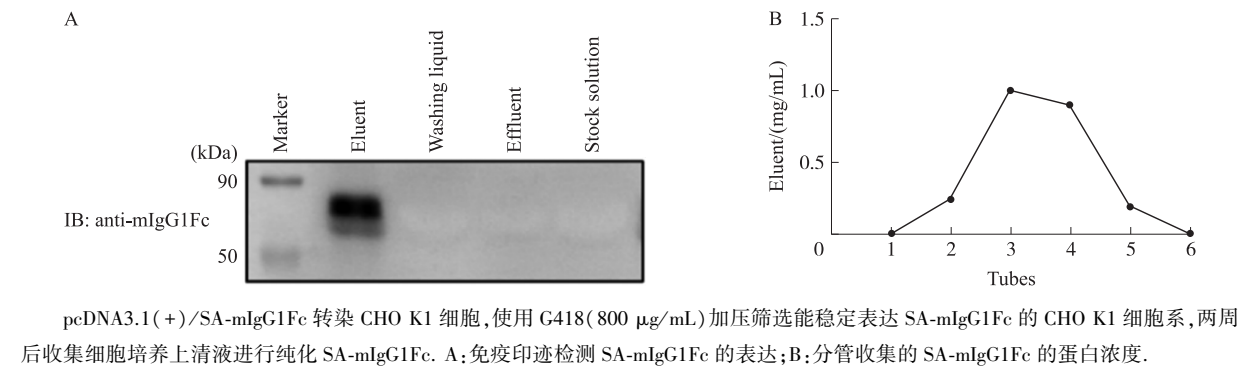 A
Marker
Eluent
Washing liquid
Effluent
Stock solution
(kDa)
90
IB: anti-mIgG1Fc
50
B
1.5
1.0
0.5
0
Eluent/(mg/mL)
1 2 3 4 5 6
Tubes
pcDNA3.1(+)/SA-mIgG1Fc 转染 CHO K1 细胞,使用 G418(800 μg/mL)加压筛选能稳定表达 SA-mIgG1Fc 的 CHO K1 细胞系,两周
后收集细胞培养上清液进行纯化 SA-mIgG1Fc. A:免疫印迹检测 SA-mIgG1Fc 的表达;B:分管收集的 SA-mIgG1Fc 的蛋白浓度.